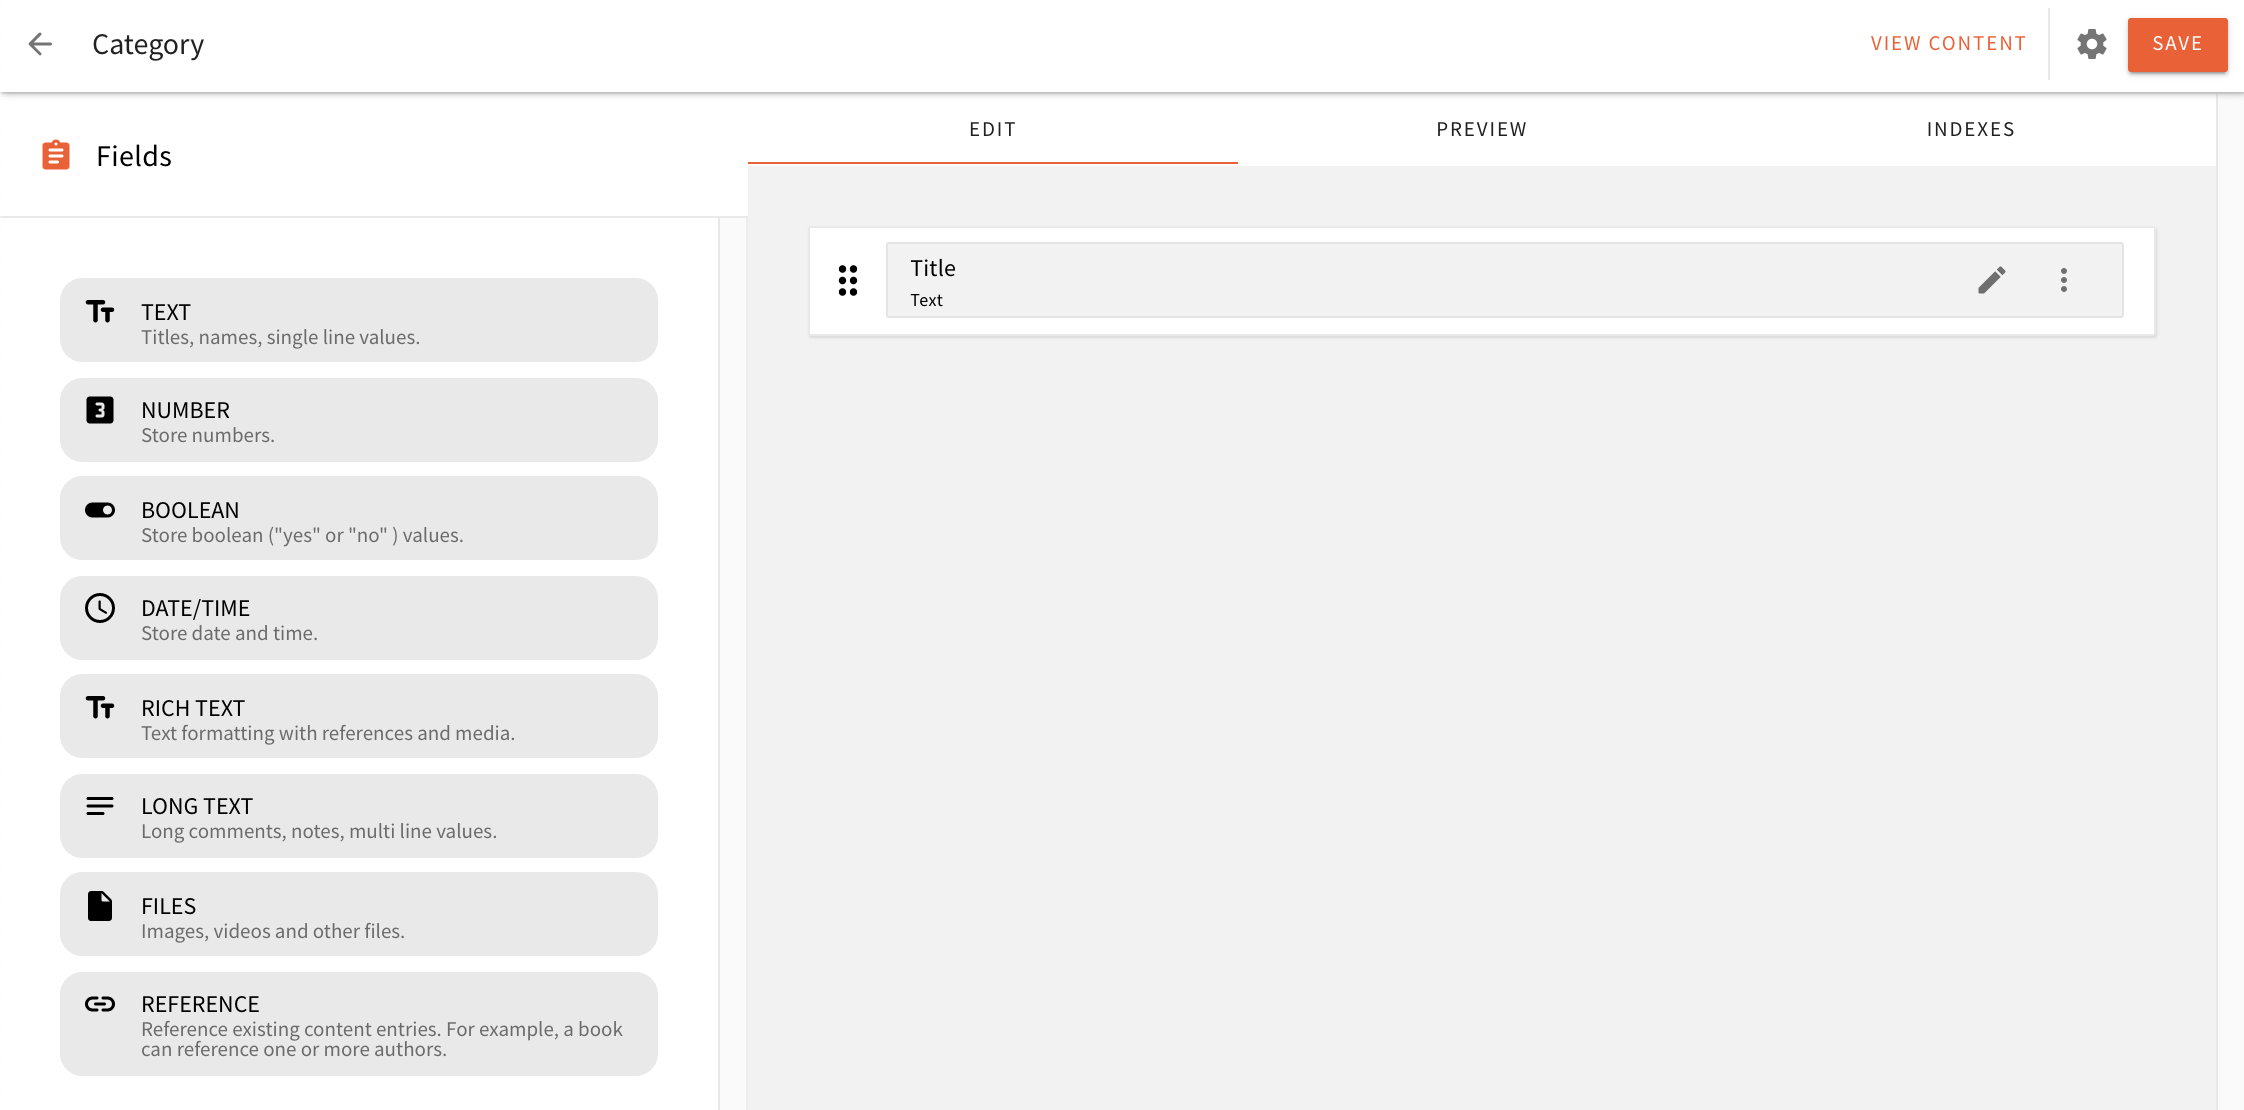 Category
VIEW CONTENT
SAVE
Fields
EDIT
PREVIEW
INDEXES
Title
Text
TEXT
Titles, names, single line values.
3
NUMBER
Store numbers.
BOOLEAN
Store boolean ("yes" or "no" ) values.
DATE/TIME
Store date and time.
RICH TEXT
Text formatting with references and media.
LONG TEXT
Long comments, notes, multi line values.
FILES
Images, videos and other files.
REFERENCE
Reference existing content entries. For example, a book
can reference one or more authors.